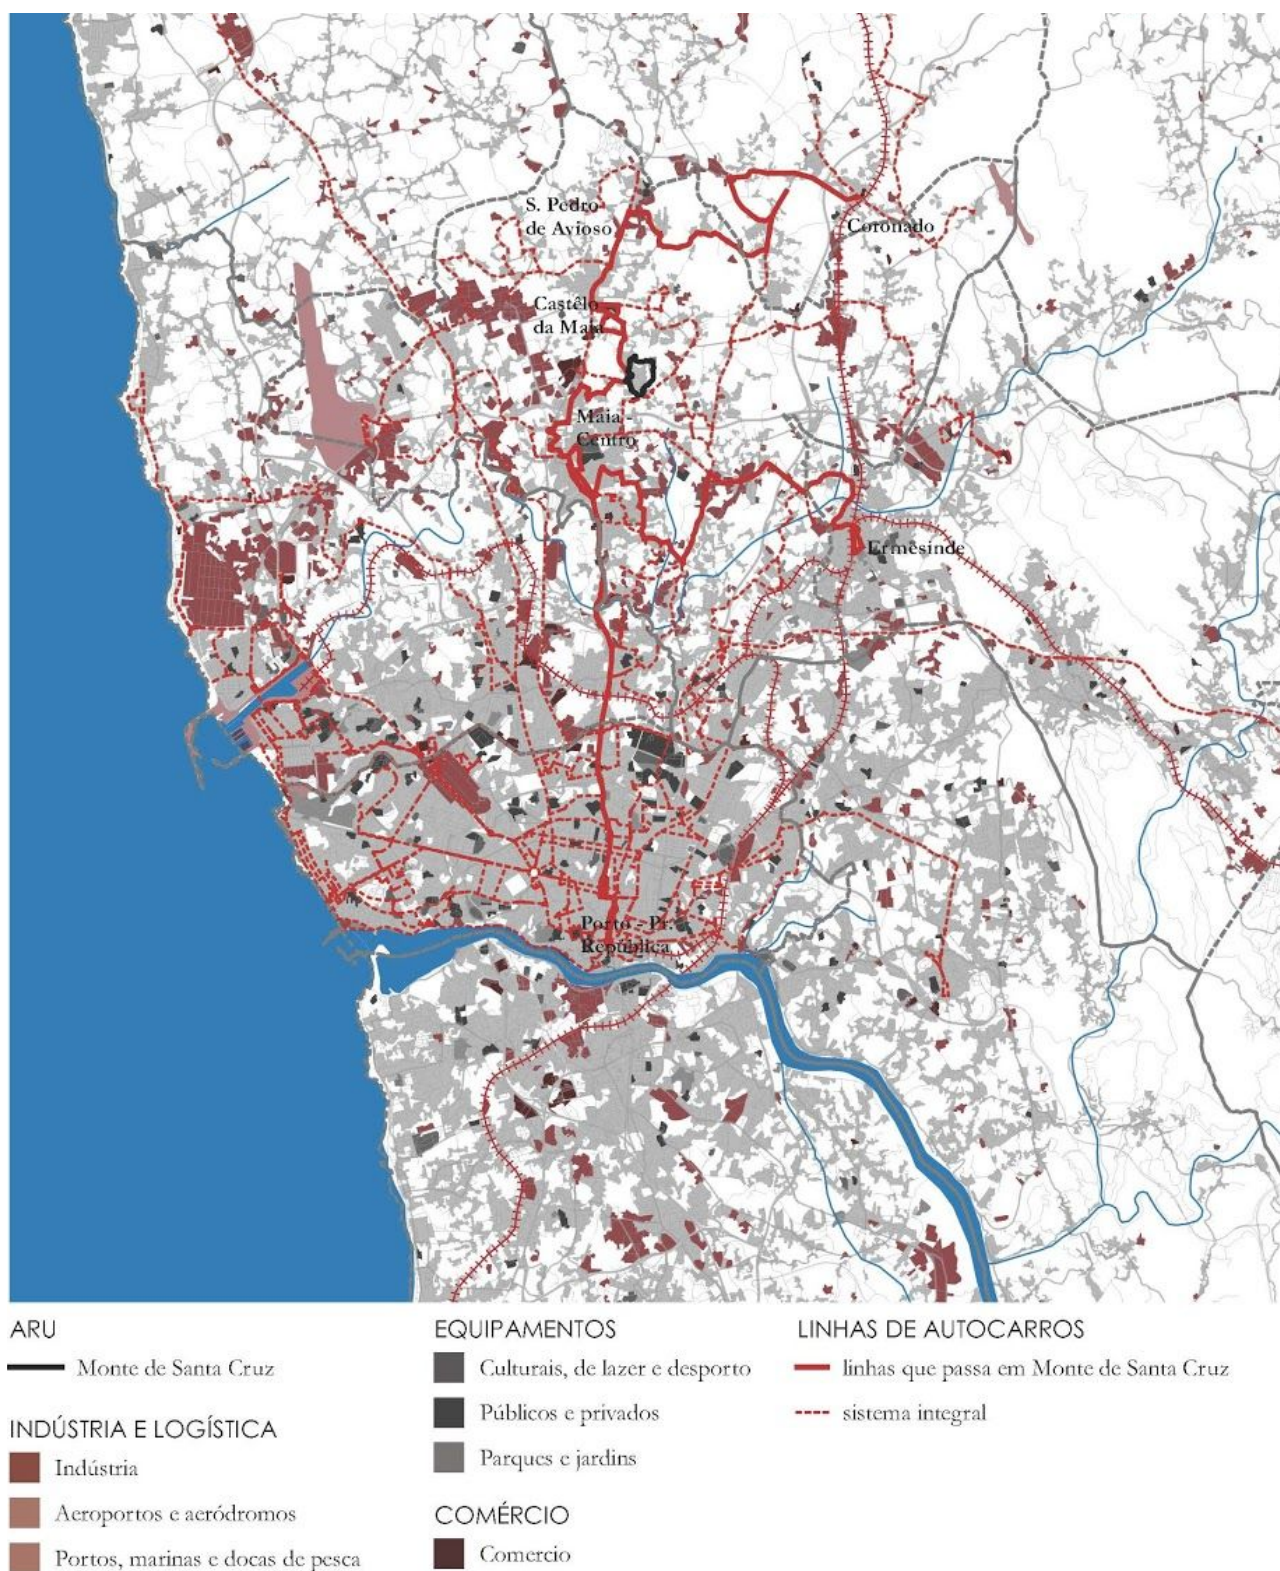 S. Pedro
de Avioso
Coronado
Castêlo
da Maia
Maia -
Centro
Ermesinde
Porto - Pr.
República
ARU
Monte de Santa Cruz
INDÚSTRIA E LOGÍSTICA
Indústria
Aeroportos e aeródromos
Portos, marinas e docas de pesca
EQUIPAMENTOS
Culturais, de lazer e desporto
Públicos e privados
Parques e jardins
COMÉRCIO
Comercio
LINHAS DE AUTOCARROS
linhas que passa em Monte de Santa Cruz
sistema integral